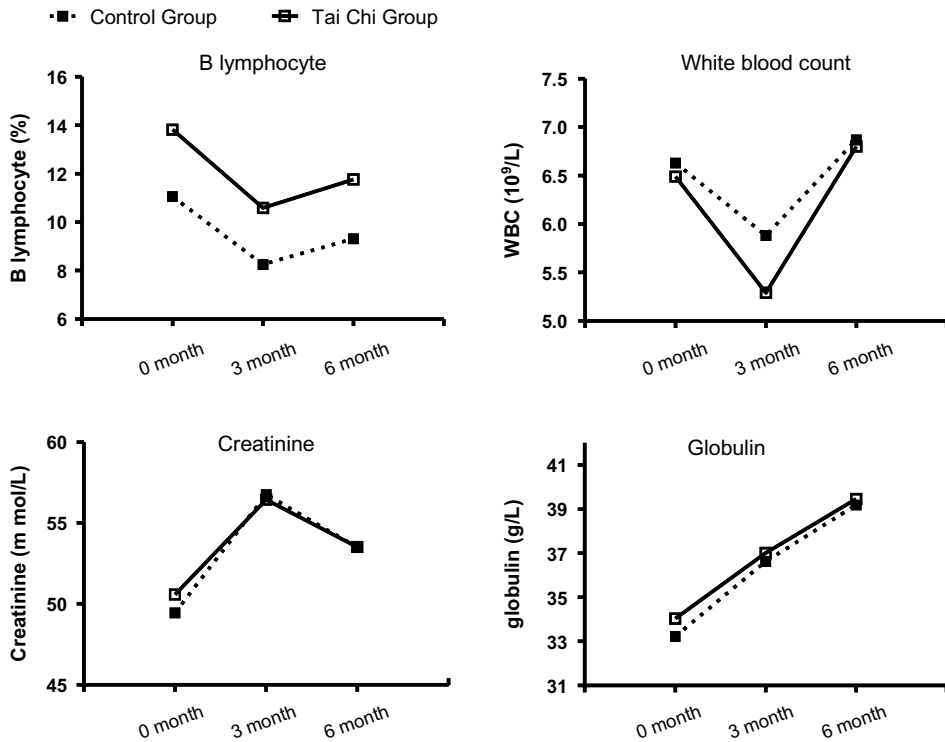 Control Group    Tai Chi Group
B lymphocyte
B lymphocyte (%)
16
14
12
10
8
6
0 month    3 month    6 month
White blood count
WBC (10⁹/L)
7.5
7.0
6.5
6.0
5.5
5.0
0 month    3 month    6 month
Creatinine
Creatinine (m mol/L)
60
55
50
45
0 month    3 month    6 month
Globulin
globulin (g/L)
41
39
37
35
33
31
0 month    3 month    6 month